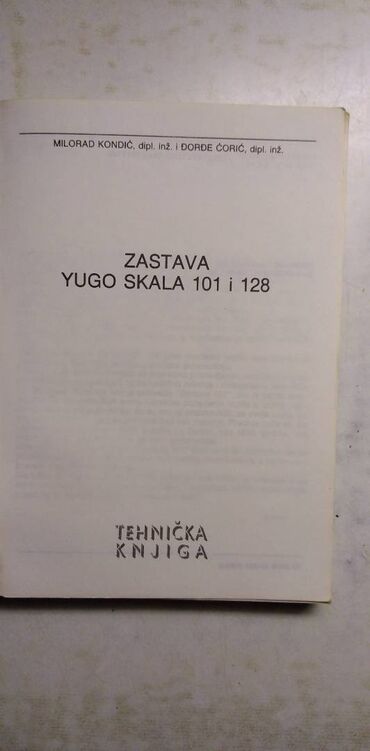 MILORAD KONDIĆ, dipl. inž. i ĐORĐE ĆORIĆ, dipl. inž.
ZASTAVA
YUGO SKALA 101 i 128
TEHNIČKA
KNJIGA